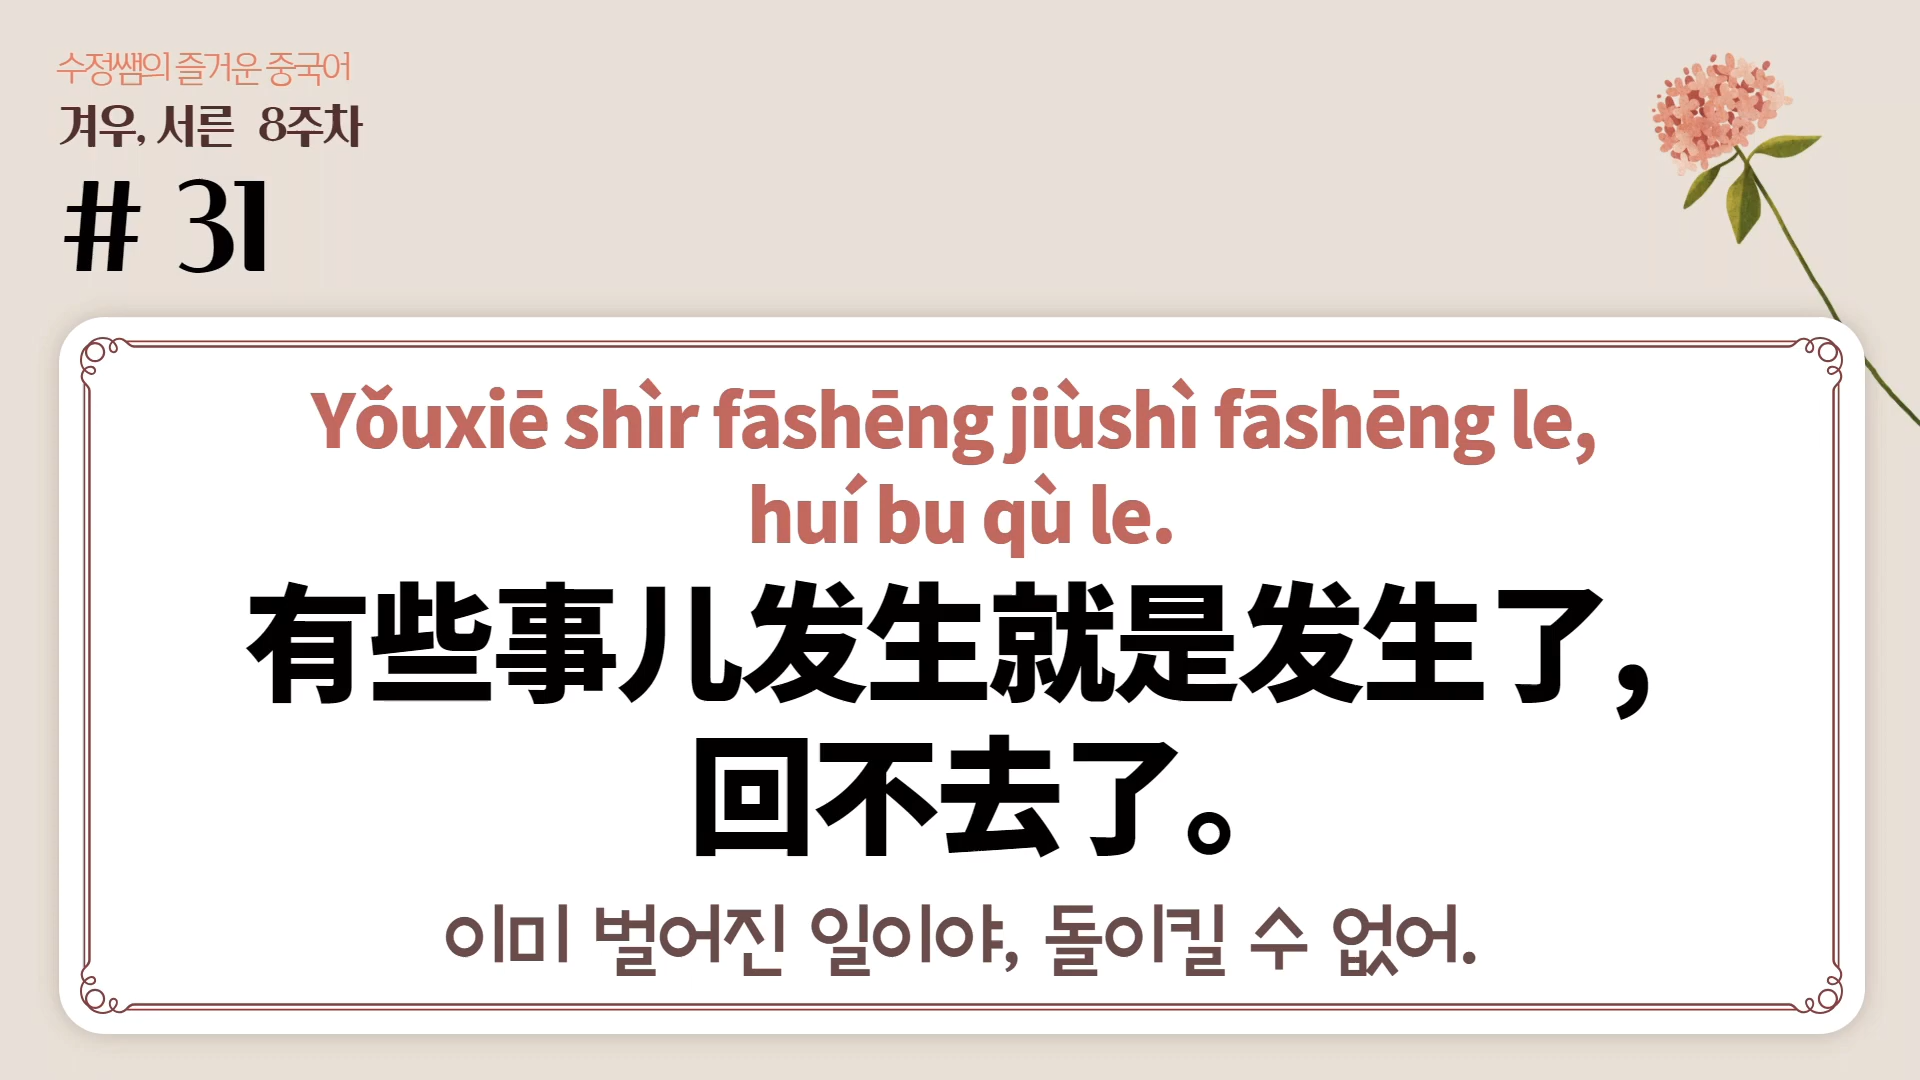 수정쌤의 즐거운 중국어
겨우, 서른 8주차
# 31
Yǒuxiē shìr fāshēng jiùshì fāshēng le,
huí bu qù le.
有些事儿发生就是发生了,
回不去了。
이미 벌어진 일이야, 돌이킬 수 없어.